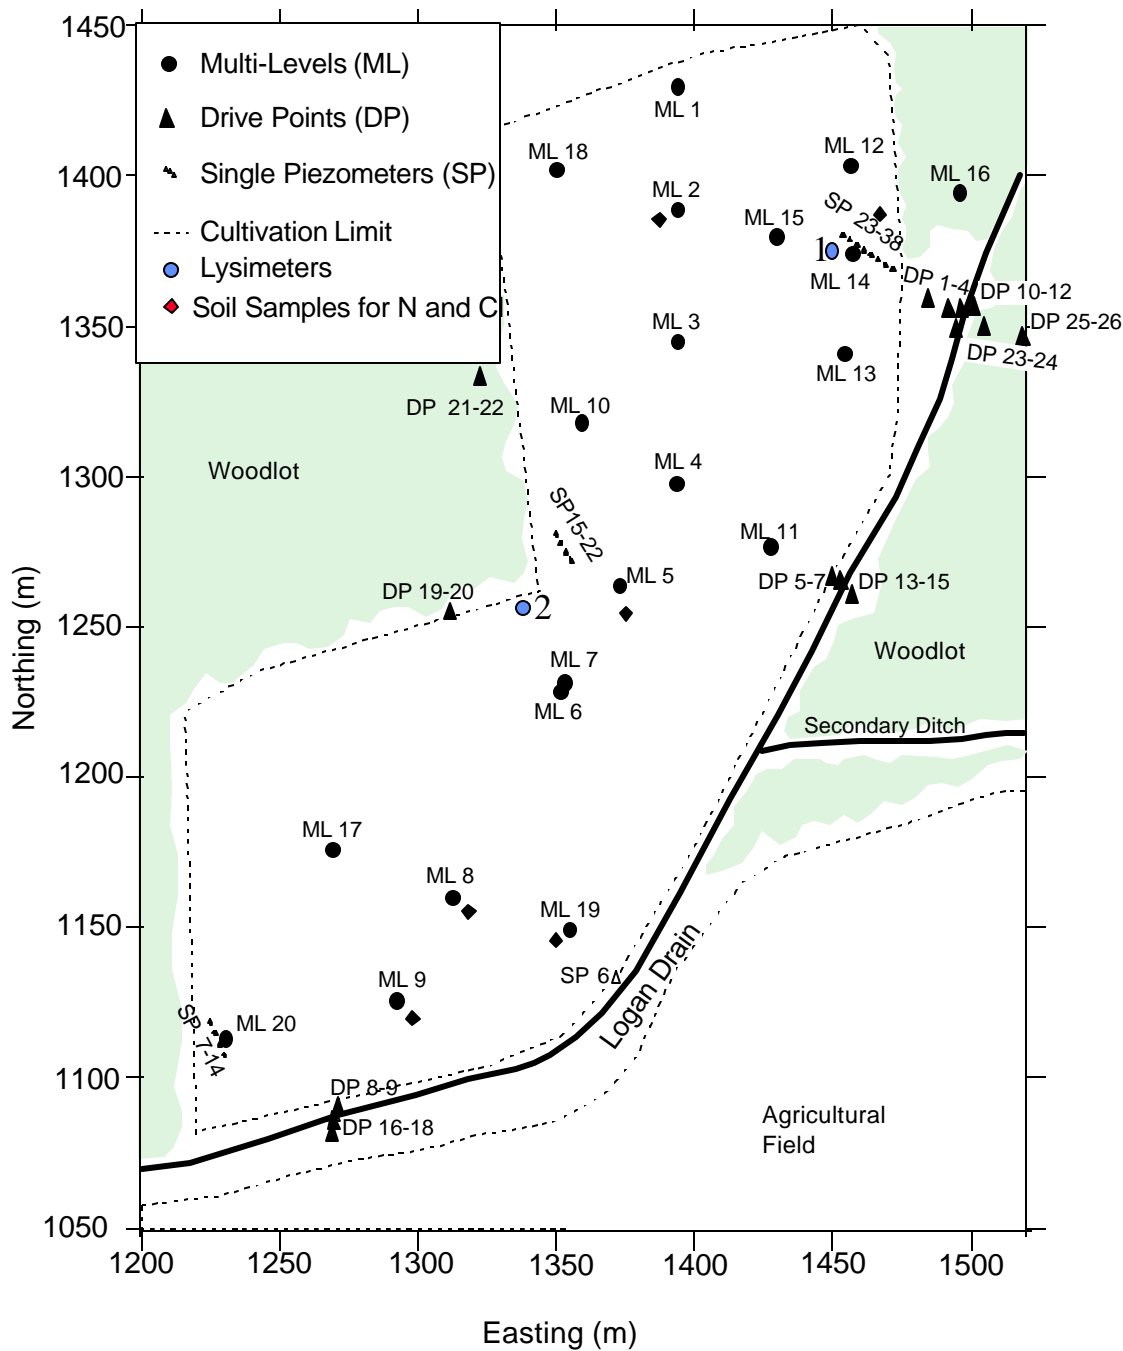 1450
Multi-Levels (ML)
Drive Points (DP)
Single Piezometers (SP)
Cultivation Limit
Lysimeters
Soil Samples for N and Cl
ML 1
ML 18
ML 12
1400
ML 2
ML 16
ML 15
SP 23-38
1
ML 14
DP 1-4
DP 10-12
1350
ML 3
DP 25-26
DP 23-24
ML 13
DP 21-22
ML 10
Woodlot
1300
ML 4
SP15-22
ML 11
ML 5
DP 5-7
DP 13-15
DP 19-20
2
1250
Woodlot
ML 7
ML 6
Secondary Ditch
1200
ML 17
ML 8
ML 19
1150
SP 6
Logan Drain
ML 9
SP 7-14
ML 20
1100
DP 8-9
DP 16-18
Agricultural
Field
1050
Northing (m)
1200
1250
1300
1350
1400
1450
1500
Easting (m)